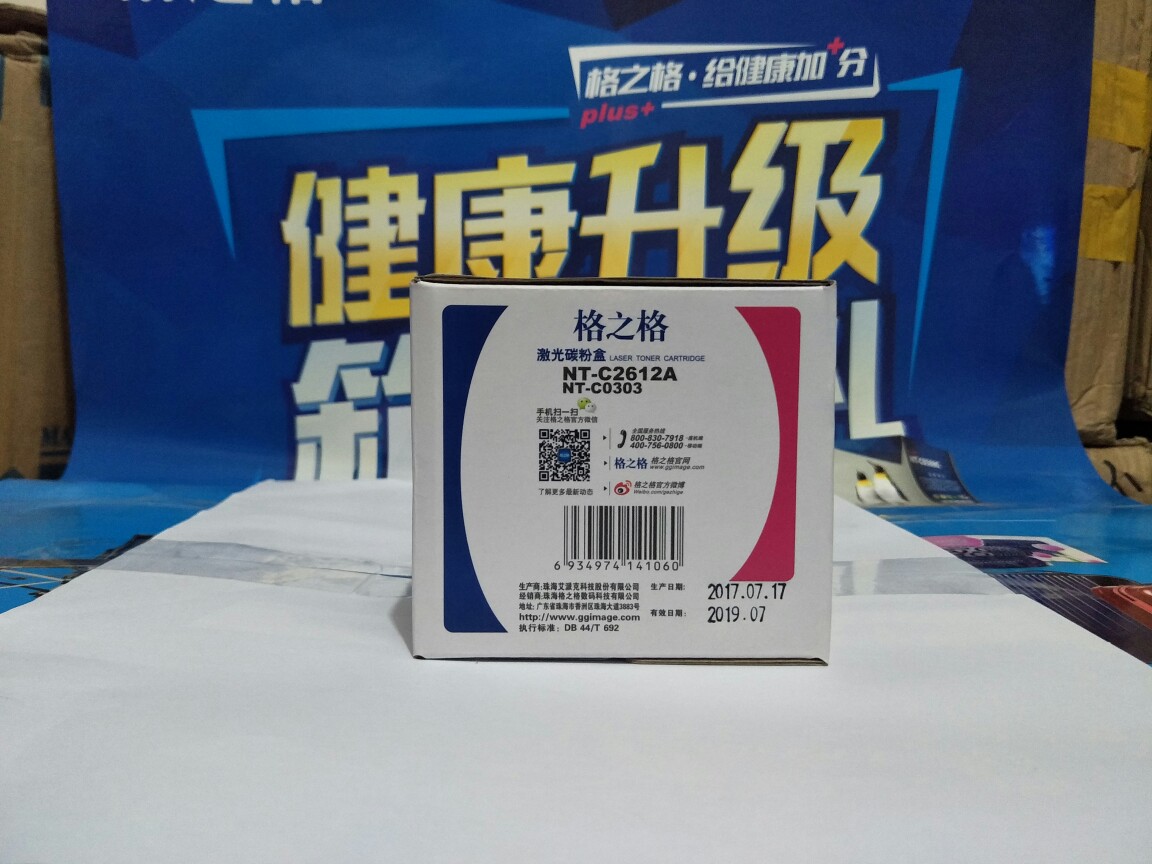 格之格·给健康加+分
plus+
健康升级
格之格
激光碳粉盒 LASER TONER CARTRIDGE
NT-C2612A
NT-C0303
手机扫一扫
关注格之格官方微信
了解更多最新动态
全国服务热线
800-830-7918
400-756-0800
格之格 格之格官网
www.ggimage.com
格之格官方微博
Weibo.com/gezhige
6 934974 141060
生产商:珠海艾派克科技股份有限公司
经销商:珠海格之格数码科技有限公司
地址: 广东省珠海市香洲区珠海大道3883号
http://www.ggimage.com
执行标准: DB 44/T 692
生产日期: 2017.07.17
有效日期: 2019.07